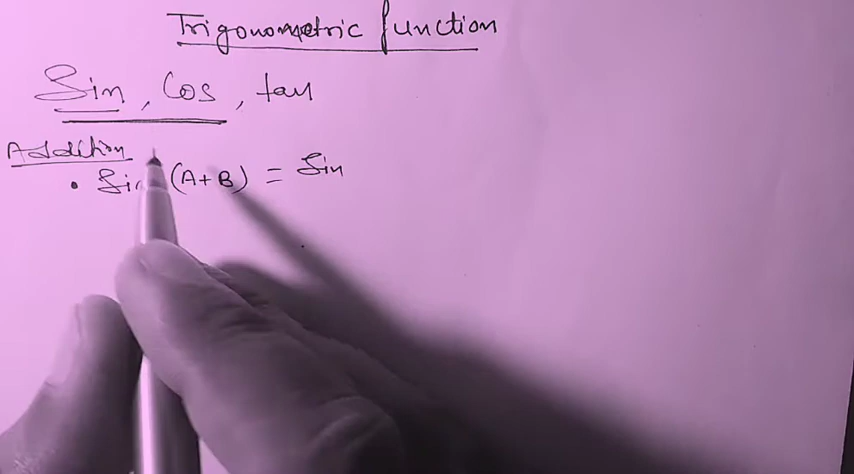 Trigonometric function
Sin, Cos, tan
Addition
• Sin (A+B) = Sin